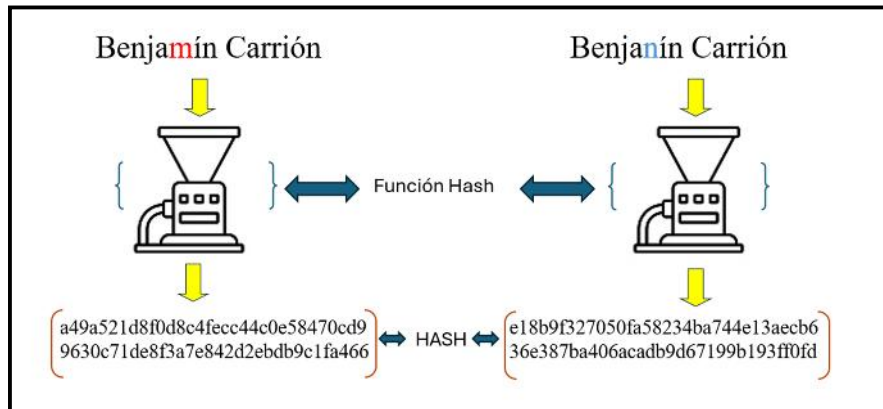 Benjamín Carrión
Benjanín Carrión
Función Hash
a49a521d8f0d8c4fecc44c0e58470cd9
9630c71de8f3a7e842d2ebdb9c1fa466
HASH
e18b9f327050fa58234ba744e13aecb6
36e387ba406acadb9d67199b193ff0fd